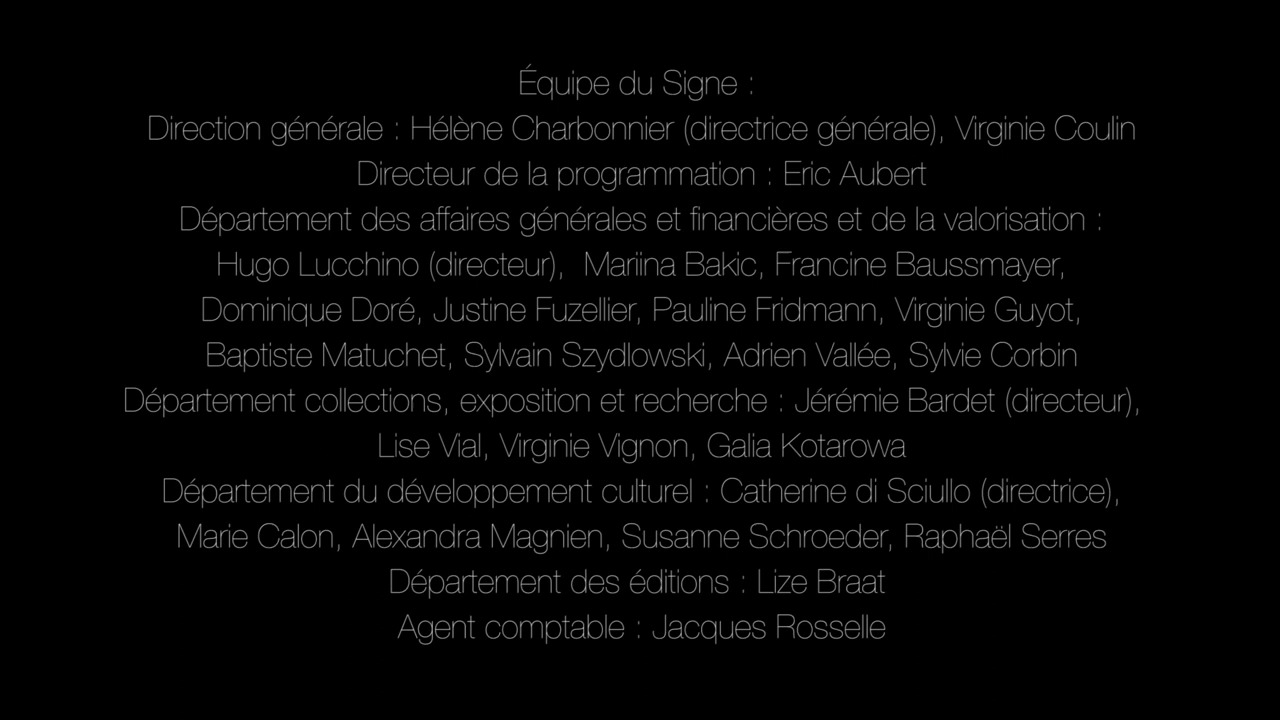 Équipe du Signe :
Direction générale : Hélène Charbonnier (directrice générale), Virginie Coulin
Directeur de la programmation : Eric Aubert
Département des affaires générales et financières et de la valorisation :
Hugo Lucchino (directeur),  Mariina Bakic, Francine Baussmayer,
Dominique Doré, Justine Fuzellier, Pauline Fridmann, Virginie Guyot,
Baptiste Matuchet, Sylvain Szydlowski, Adrien Vallée, Sylvie Corbin
Département collections, exposition et recherche : Jérémie Bardet (directeur),
Lise Vial, Virginie Vignon, Galia Kotarowa
Département du développement culturel : Catherine di Sciullo (directrice),
Marie Calon, Alexandra Magnien, Susanne Schroeder, Raphaël Serres
Département des éditions : Lize Braat
Agent comptable : Jacques Rosselle